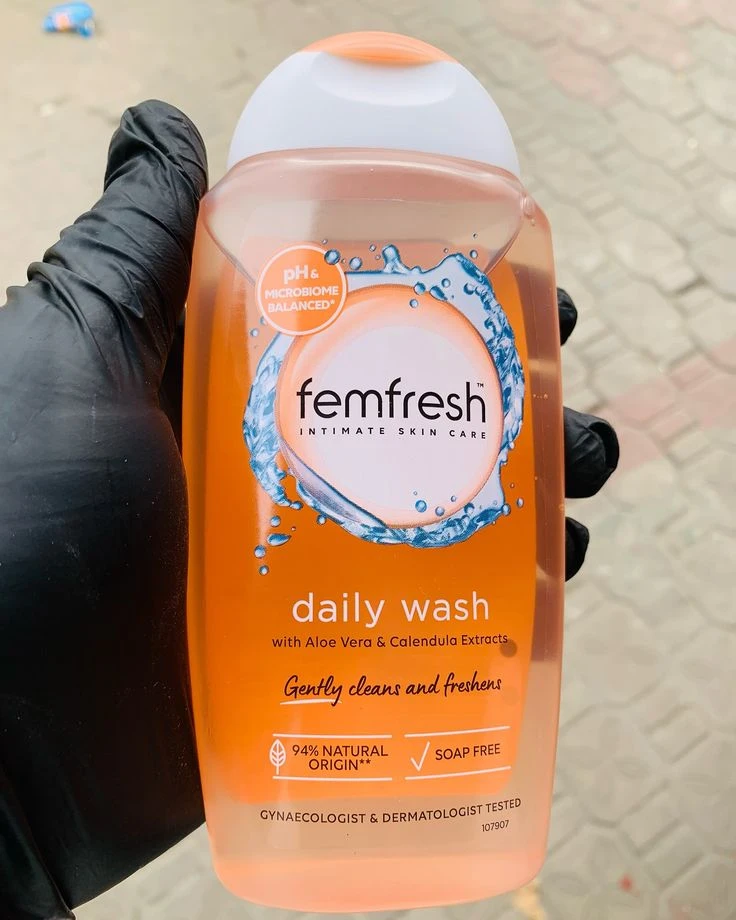 pH &
MICROBIOME
BALANCED*
femfresh™
INTIMATE SKIN CARE
daily wash
with Aloe Vera & Calendula Extracts
Gently cleans and freshens
94% NATURAL
ORIGIN**
SOAP FREE
GYNAECOLOGIST & DERMATOLOGIST TESTED
107907